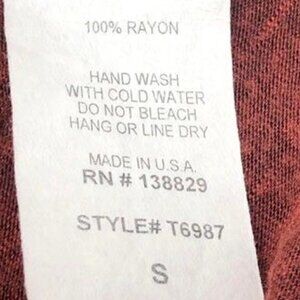 100% RAYON
HAND WASH
WITH COLD WATER
DO NOT BLEACH
HANG OR LINE DRY
MADE IN U.S.A.
RN # 138829
STYLE# T6987
S